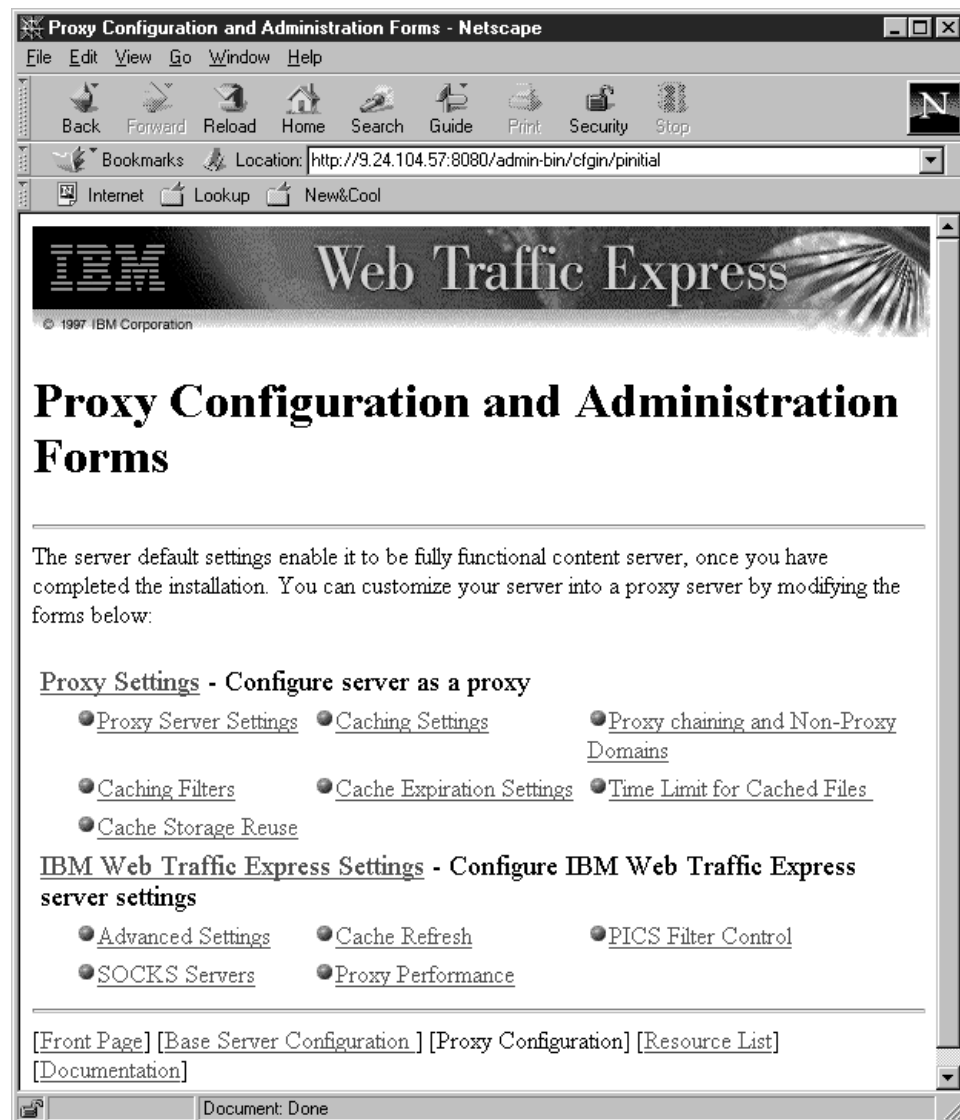 Proxy Configuration and Administration Forms - Netscape
File Edit View Go Window Help
Back Forward Reload Home Search Guide Print Security Stop
N
Bookmarks Location: http://9.24.104.57:8080/admin-bin/cfgin/pinitial
Internet Lookup New&Cool
IBM Web Traffic Express
© 1997 IBM Corporation
Proxy Configuration and Administration
Forms
The server default settings enable it to be fully functional content server, once you have
completed the installation. You can customize your server into a proxy server by modifying the
forms below:
Proxy Settings - Configure server as a proxy
Proxy Server Settings Caching Settings Proxy chaining and Non-Proxy
Domains
Caching Filters Cache Expiration Settings Time Limit for Cached Files
Cache Storage Reuse
IBM Web Traffic Express Settings - Configure IBM Web Traffic Express
server settings
Advanced Settings Cache Refresh PICS Filter Control
SOCKS Servers Proxy Performance
[Front Page] [Base Server Configuration ] [Proxy Configuration] [Resource List]
[Documentation]
Document: Done